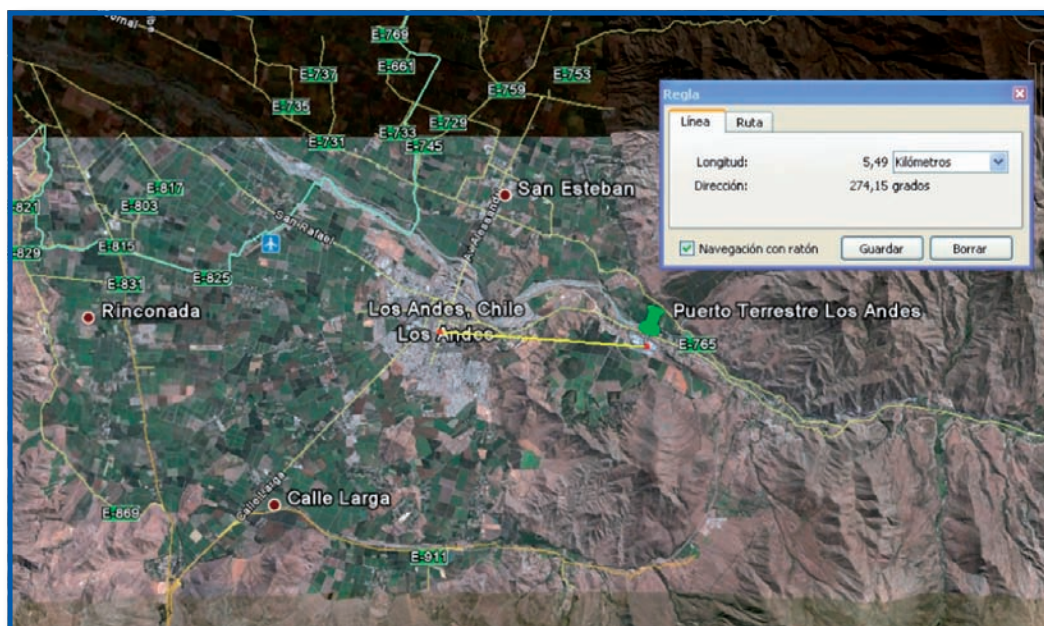 E-769
E-661
E-737
E-753
E-759
E-735
E-729
E-733
E-731
E-745
Regla
Línea Ruta
Longitud: 5,49 Kilómetros
Dirección: 274,15 grados
Navegación con ratón Guardar Borrar
San Esteban
E-817
E-803
-821
San Rafael
E-815
-829
E-825
E-831
Rinconada
Los Andes, Chile
Los Andes
Puerto Terrestre Los Andes
E-765
Calle Larga
Calle Larga
E-869
E-911